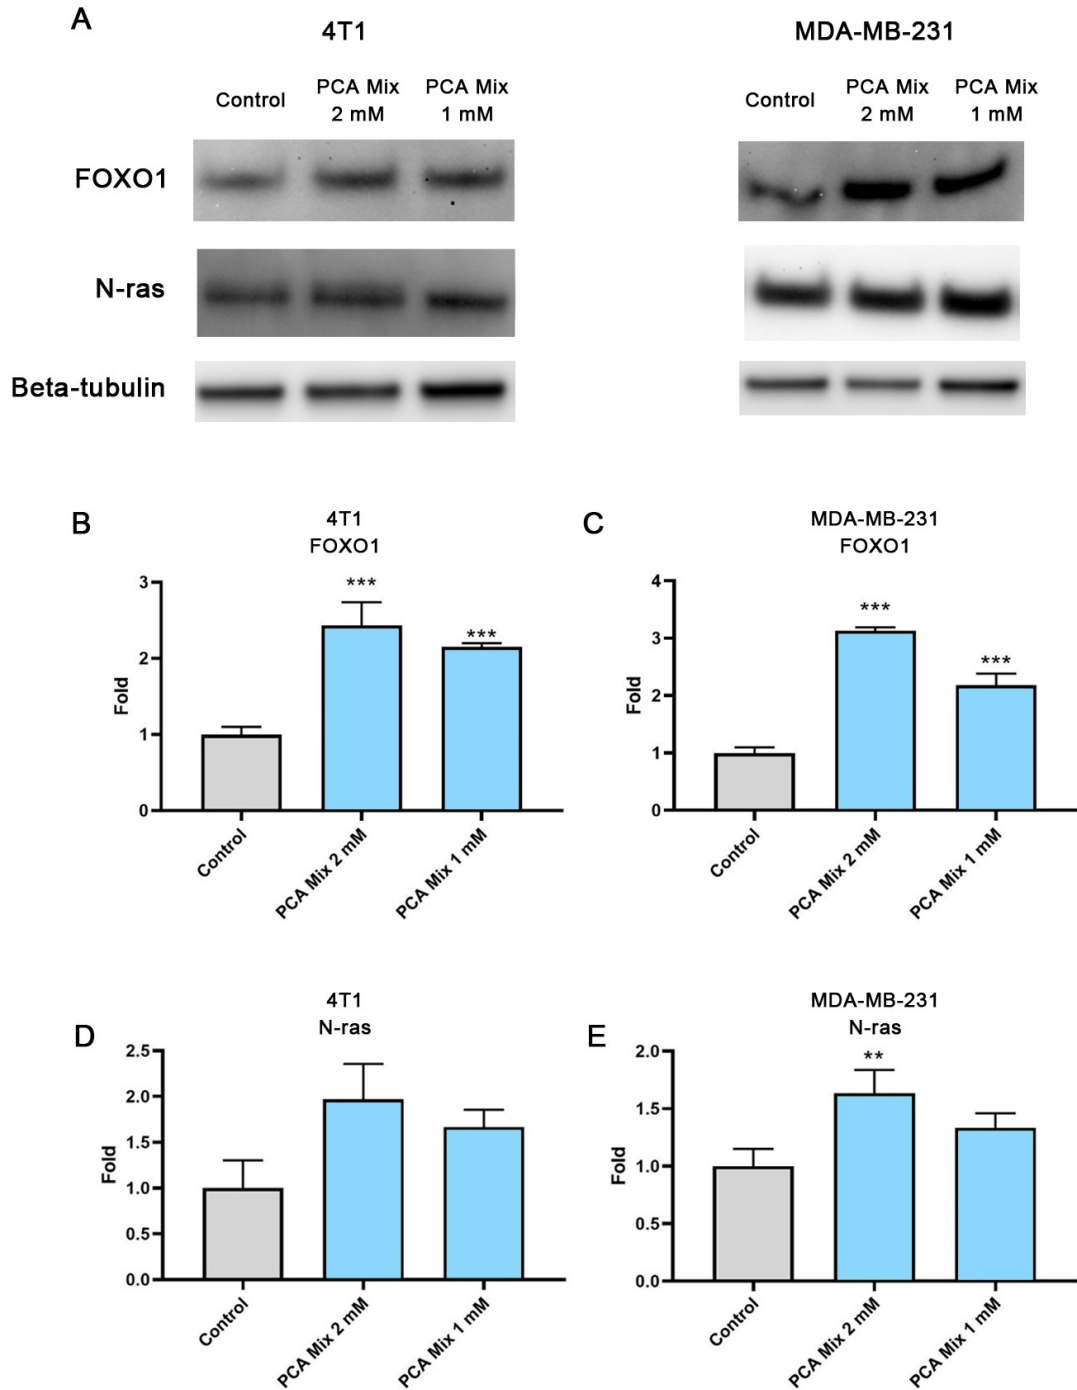 A
4T1
MDA-MB-231
Control
PCA Mix
2 mM
PCA Mix
1 mM
Control
PCA Mix
2 mM
PCA Mix
1 mM
FOXO1
N-ras
Beta-tubulin
B
4T1
FOXO1
Fold
3
2
1
0
***
***
Control
PCA Mix 2 mM
PCA Mix 1 mM
C
MDA-MB-231
FOXO1
Fold
4
3
2
1
0
***
***
Control
PCA Mix 2 mM
PCA Mix 1 mM
D
4T1
N-ras
Fold
2.5
2.0
1.5
1.0
0.5
0.0
Control
PCA Mix 2 mM
PCA Mix 1 mM
E
MDA-MB-231
N-ras
Fold
2.0
1.5
1.0
0.5
0.0
**
Control
PCA Mix 2 mM
PCA Mix 1 mM